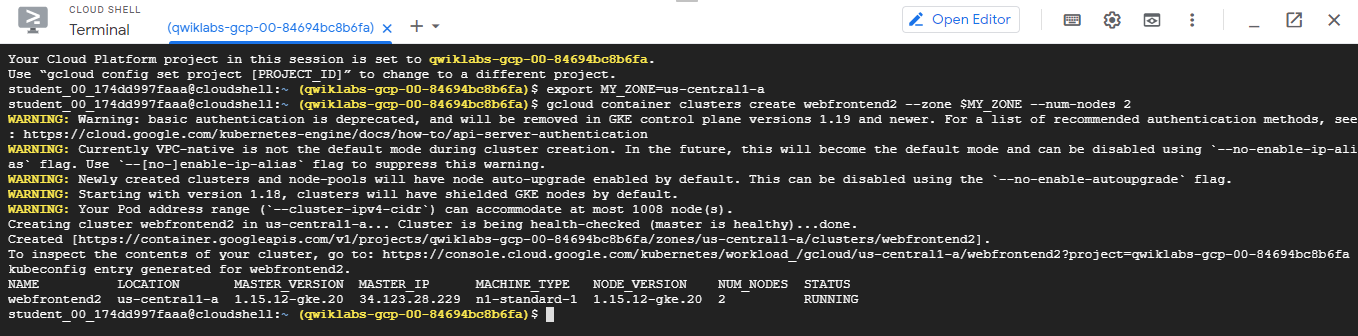 CLOUD SHELL
Terminal
(qwiklabs-gcp-00-84694bc8b6fa)
Open Editor
Your Cloud Platform project in this session is set to qwiklabs-gcp-00-84694bc8b6fa.
Use “gcloud config set project [PROJECT_ID]” to change to a different project.
student_00_174dd997faaa@cloudshell:~ (qwiklabs-gcp-00-84694bc8b6fa)$ export MY_ZONE=us-central1-a
student_00_174dd997faaa@cloudshell:~ (qwiklabs-gcp-00-84694bc8b6fa)$ gcloud container clusters create webfrontend2 --zone $MY_ZONE --num-nodes 2
WARNING: Warning: basic authentication is deprecated, and will be removed in GKE control plane versions 1.19 and newer. For a list of recommended authentication methods, see
: https://cloud.google.com/kubernetes-engine/docs/how-to/api-server-authentication
WARNING: Currently VPC-native is not the default mode during cluster creation. In the future, this will become the default mode and can be disabled using `--no-enable-ip-ali
as` flag. Use `--[no-]enable-ip-alias` flag to suppress this warning.
WARNING: Newly created clusters and node-pools will have node auto-upgrade enabled by default. This can be disabled using the `--no-enable-autoupgrade` flag.
WARNING: Starting with version 1.18, clusters will have shielded GKE nodes by default.
WARNING: Your Pod address range (`--cluster-ipv4-cidr`) can accommodate at most 1008 node(s).
Creating cluster webfrontend2 in us-central1-a... Cluster is being health-checked (master is healthy)...done.
Created [https://container.googleapis.com/v1/projects/qwiklabs-gcp-00-84694bc8b6fa/zones/us-central1-a/clusters/webfrontend2].
To inspect the contents of your cluster, go to: https://console.cloud.google.com/kubernetes/workload_/gcloud/us-central1-a/webfrontend2?project=qwiklabs-gcp-00-84694bc8b6fa
kubeconfig entry generated for webfrontend2.
NAME LOCATION MASTER_VERSION MASTER_IP MACHINE_TYPE NODE_VERSION NUM_NODES STATUS
webfrontend2 us-central1-a 1.15.12-gke.20 34.123.28.229 n1-standard-1 1.15.12-gke.20 2 RUNNING
student_00_174dd997faaa@cloudshell:~ (qwiklabs-gcp-00-84694bc8b6fa)$